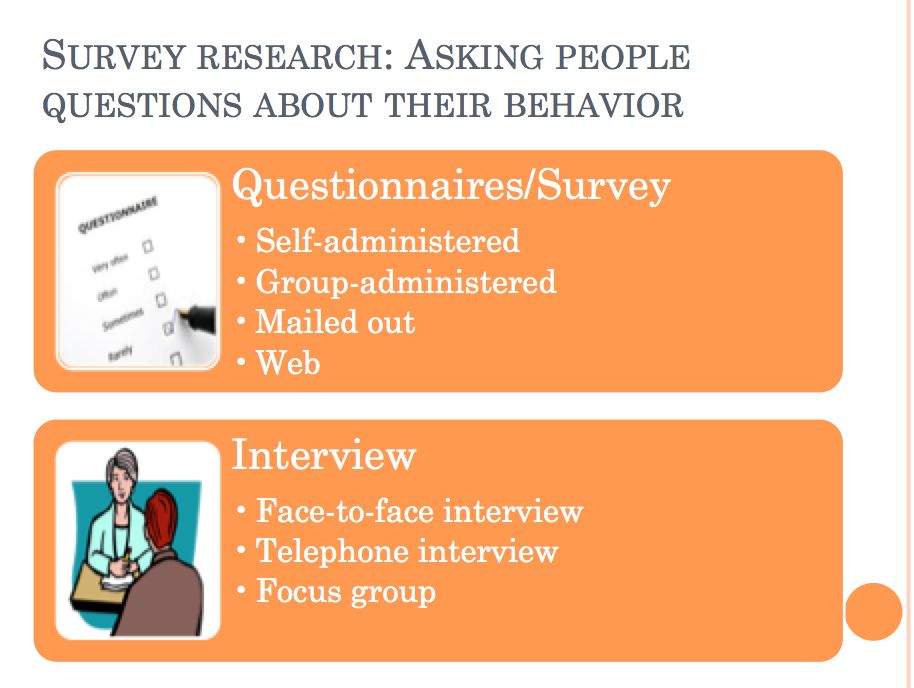 Survey research: Asking people
questions about their behavior
Questionnaires/Survey
QUESTIONNAIRE
• Self-administered
Very often
• Group-administered
Often
• Mailed out
Sometimes
• Web
Rarely
Interview
• Face-to-face interview
• Telephone interview
• Focus group